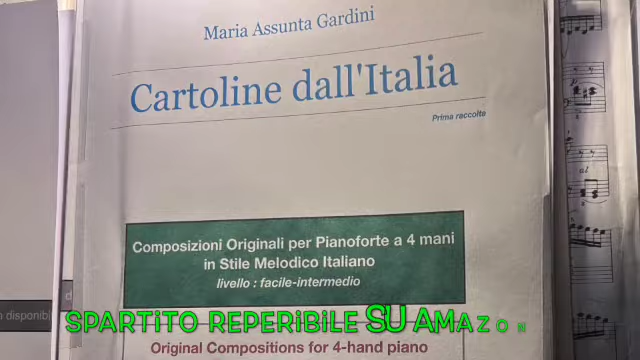 Maria Assunta Gardini
Cartoline dall'Italia
Prima raccolta
Composizioni Originali per Pianoforte a 4 mani
in Stile Melodico Italiano
livello : facile-intermedio
disponibil
SPARTiTO REPERiBiLE SU AMAZON
Original Compositions for 4-hand piano